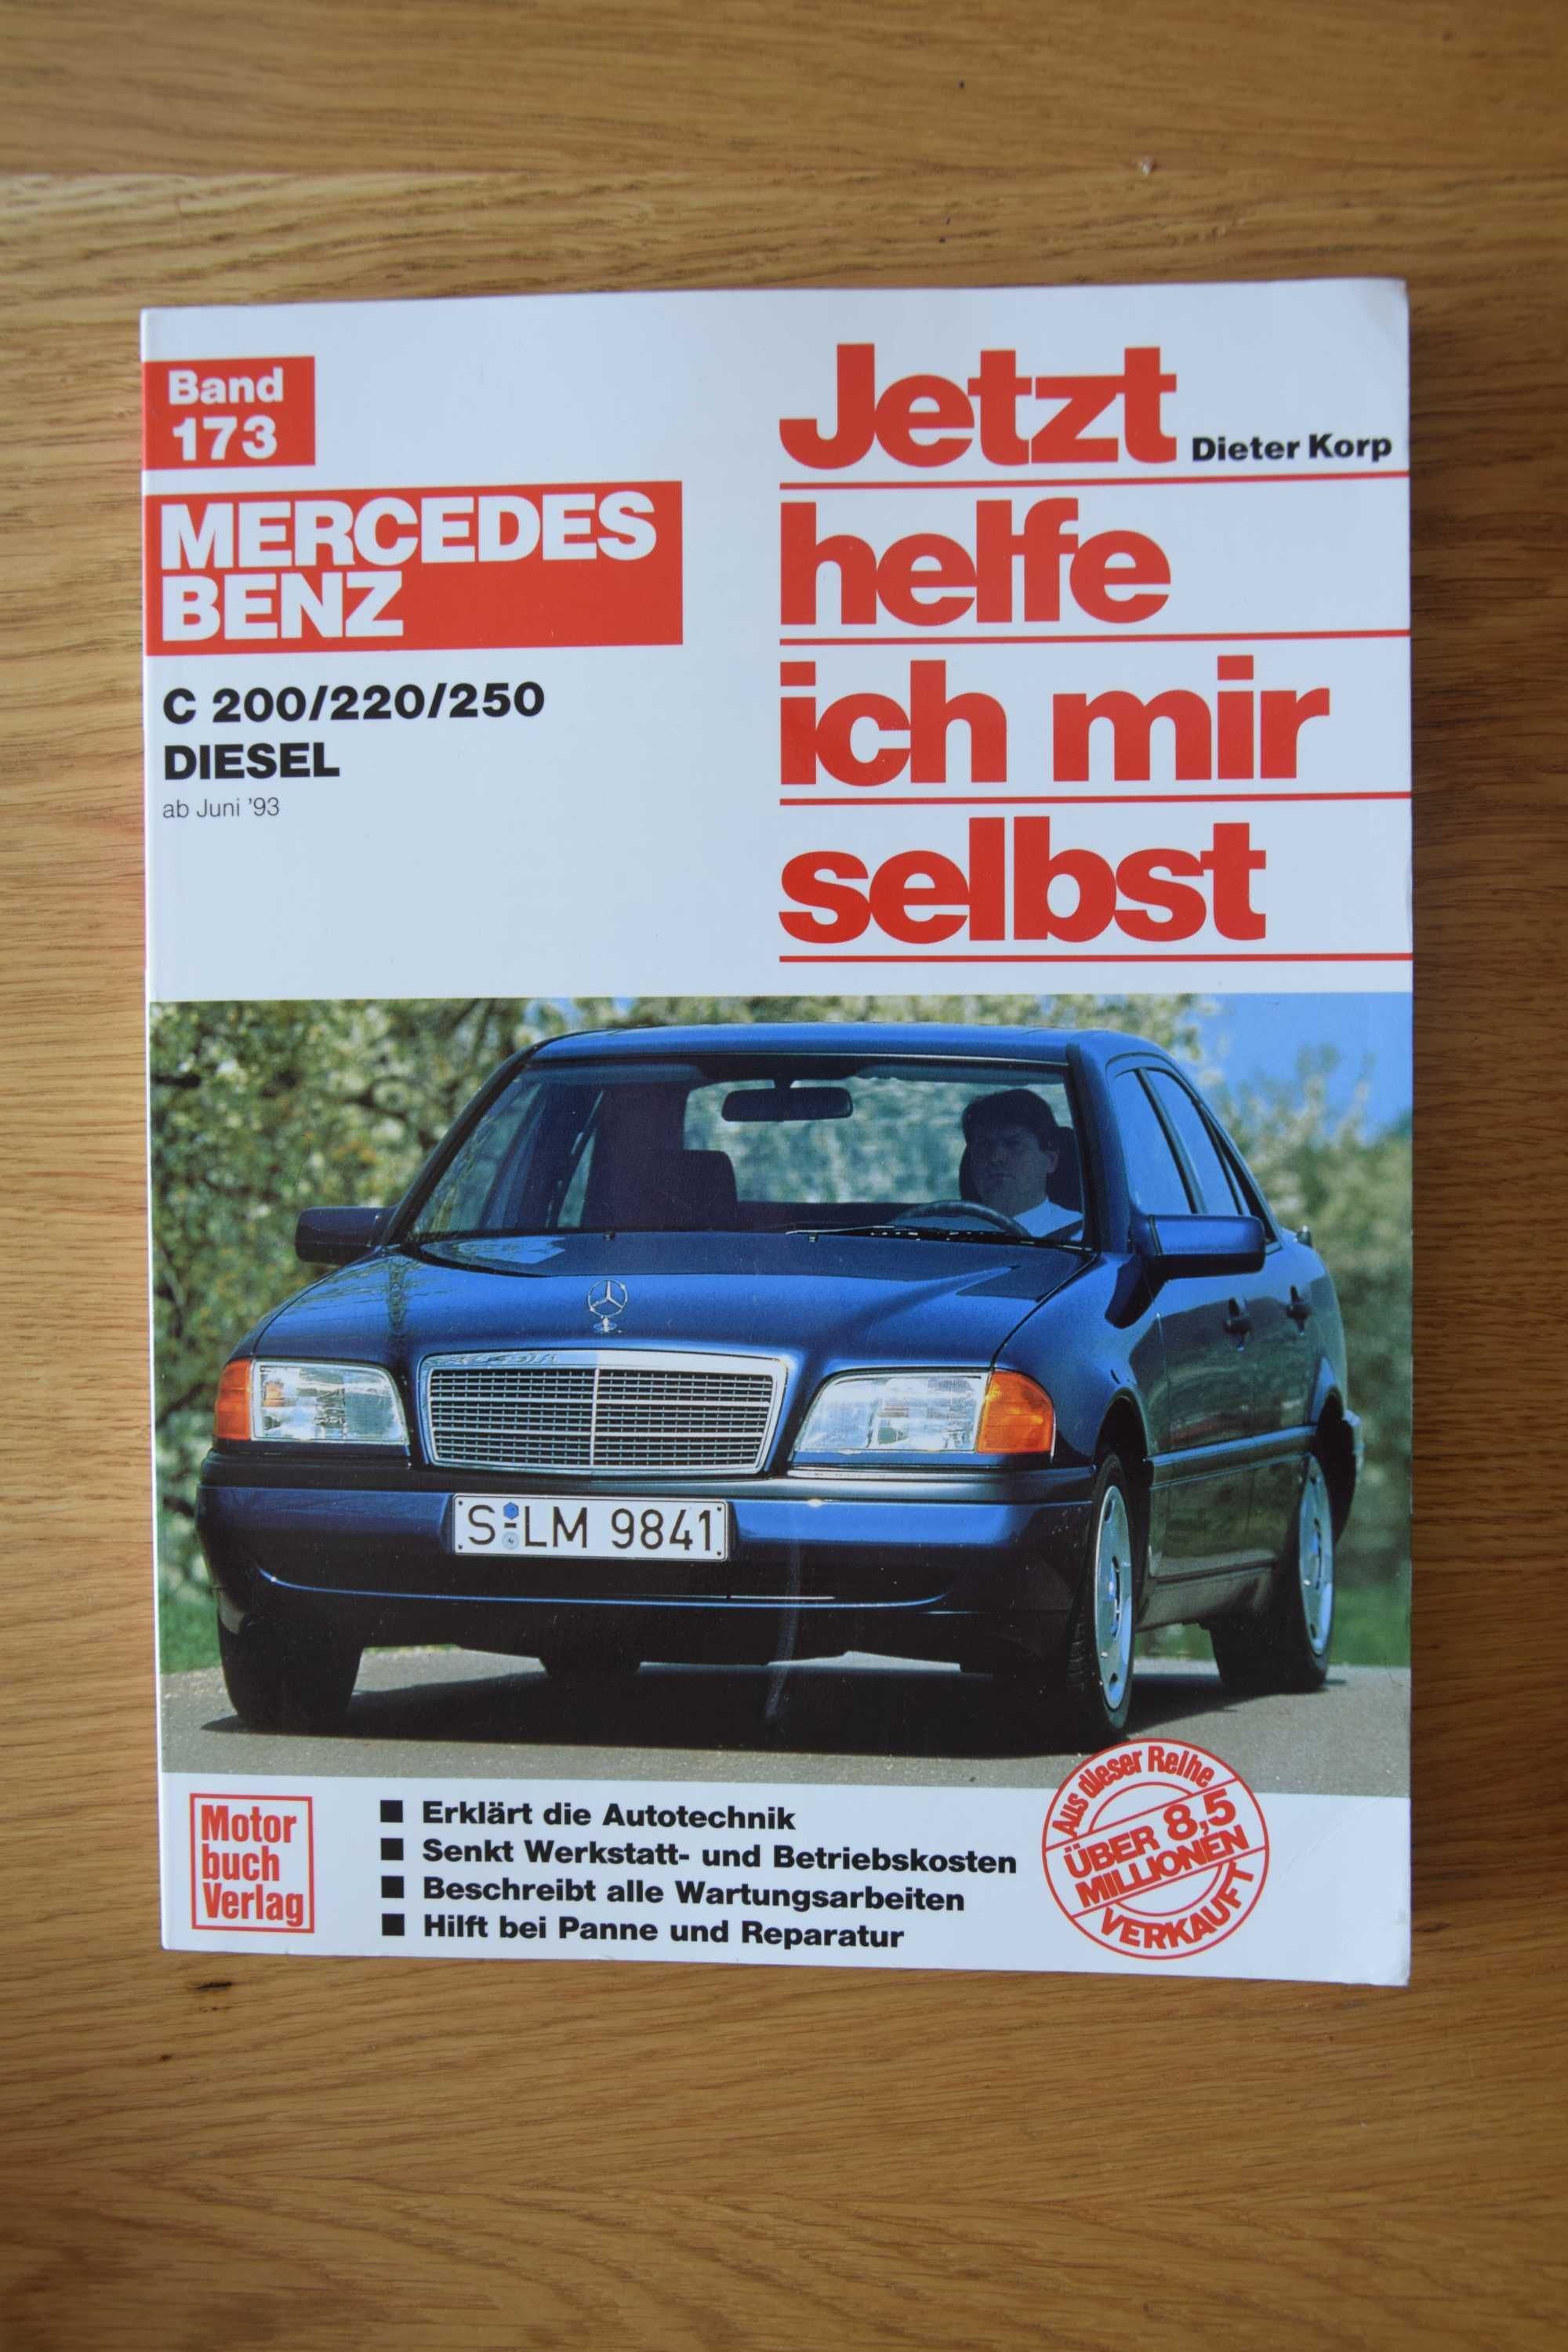 Band
173
MERCEDES
BENZ
C 200/220/250
DIESEL
ab Juni '93
Jetzt
Dieter Korp
helfe
ich mir
selbst
S LM 9841
Motor
buch
Verlag
■ Erklärt die Autotechnik
■ Senkt Werkstatt- und Betriebskosten
■ Beschreibt alle Wartungsarbeiten
■ Hilft bei Panne und Reparatur
Aus dieser Reihe
ÜBER 8,5
MILLIONEN
VERKAUFT